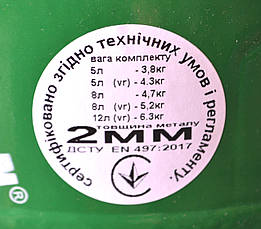 сертифіковано згідно технічних умов і регламенту.
вага комплекту
5л - 3,8кг
5л (vr) - 4.3кг
8л - 4,7кг
8л (vr) - 5,2кг
12л (vr) - 6.3кг
товщина металу
2мм
ДСТУ EN 497:2017
N®